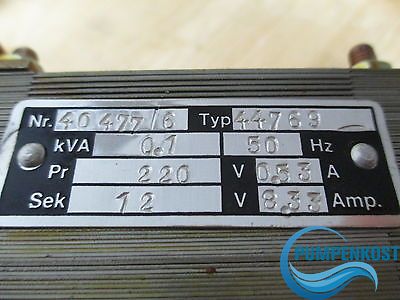 Nr. 40 477/6 Typ 44769
kVA 0.1 50 Hz
Pr 220 V 0.53 A
Sek 12 V 8.33 Amp.
PUMPENKOST